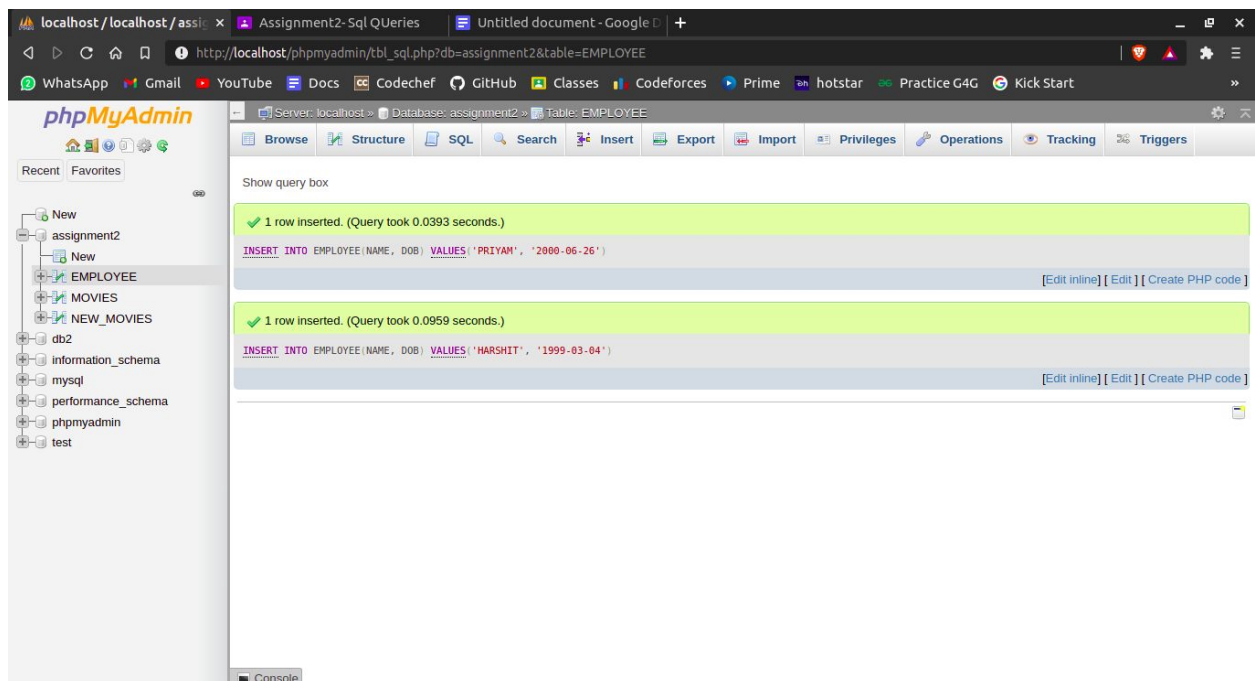 localhost / localhost / assig
Assignment2- Sql QUeries
Untitled document - Google D
http://localhost/phpmyadmin/tbl_sql.php?db=assignment2&table=EMPLOYEE
WhatsApp Gmail YouTube Docs Codechef GitHub Classes Codeforces Prime hotstar Practice G4G Kick Start »
phpMyAdmin
Recent Favorites
New
assignment2
New
EMPLOYEE
MOVIES
NEW_MOVIES
db2
information_schema
mysql
performance_schema
phpmyadmin
test
Server: localhost » Database: assignment2 » Table: EMPLOYEE
Browse Structure SQL Search Insert Export Import Privileges Operations Tracking Triggers
Show query box
1 row inserted. (Query took 0.0393 seconds.)
INSERT INTO EMPLOYEE(NAME, DOB) VALUES('PRIYAM', '2000-06-26')
[Edit inline] [ Edit ] [ Create PHP code ]
1 row inserted. (Query took 0.0959 seconds.)
INSERT INTO EMPLOYEE(NAME, DOB) VALUES('HARSHIT', '1999-03-04')
[Edit inline] [ Edit ] [ Create PHP code ]
Console